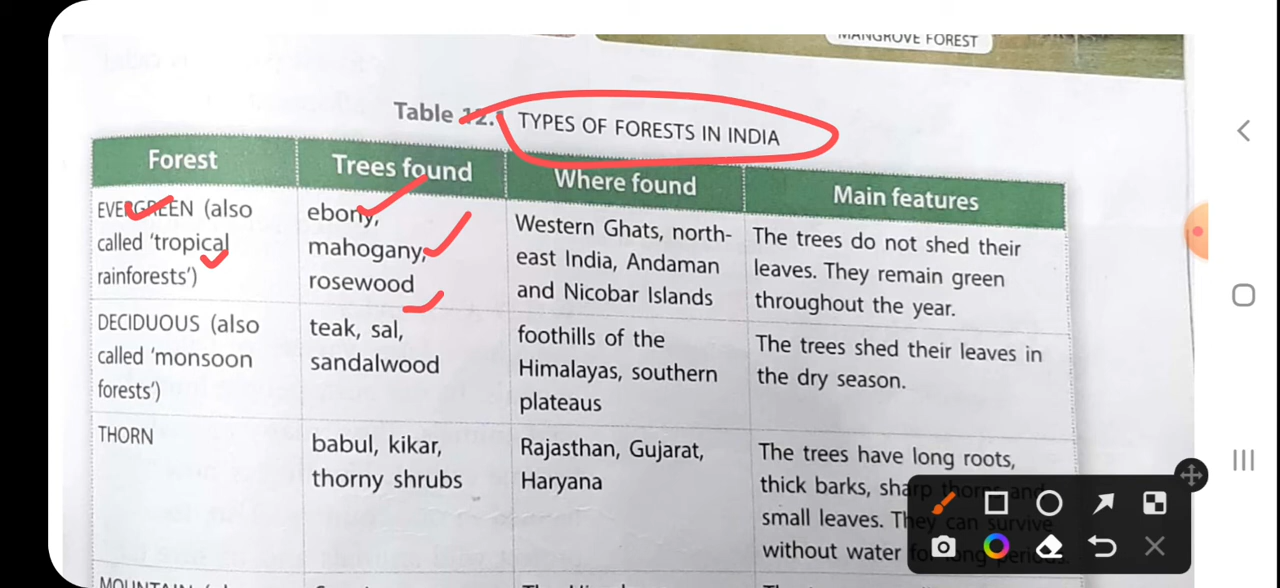 MANGROVE FOREST
Table 12.
TYPES OF FORESTS IN INDIA
Forest
Trees found
Where found
Main features
EVERGREEN (also
called ‘tropical
rainforests’)
ebony,
mahogany,
rosewood
Western Ghats, north-
east India, Andaman
and Nicobar Islands
The trees do not shed their
leaves. They remain green
throughout the year.
DECIDUOUS (also
called ‘monsoon
forests’)
teak, sal,
sandalwood
foothills of the
Himalayas, southern
plateaus
The trees shed their leaves in
the dry season.
THORN
babul, kikar,
thorny shrubs
Rajasthan, Gujarat,
Haryana
The trees have long roots,
thick barks, sharp thorns and
small leaves. They can survive
without water for long periods.